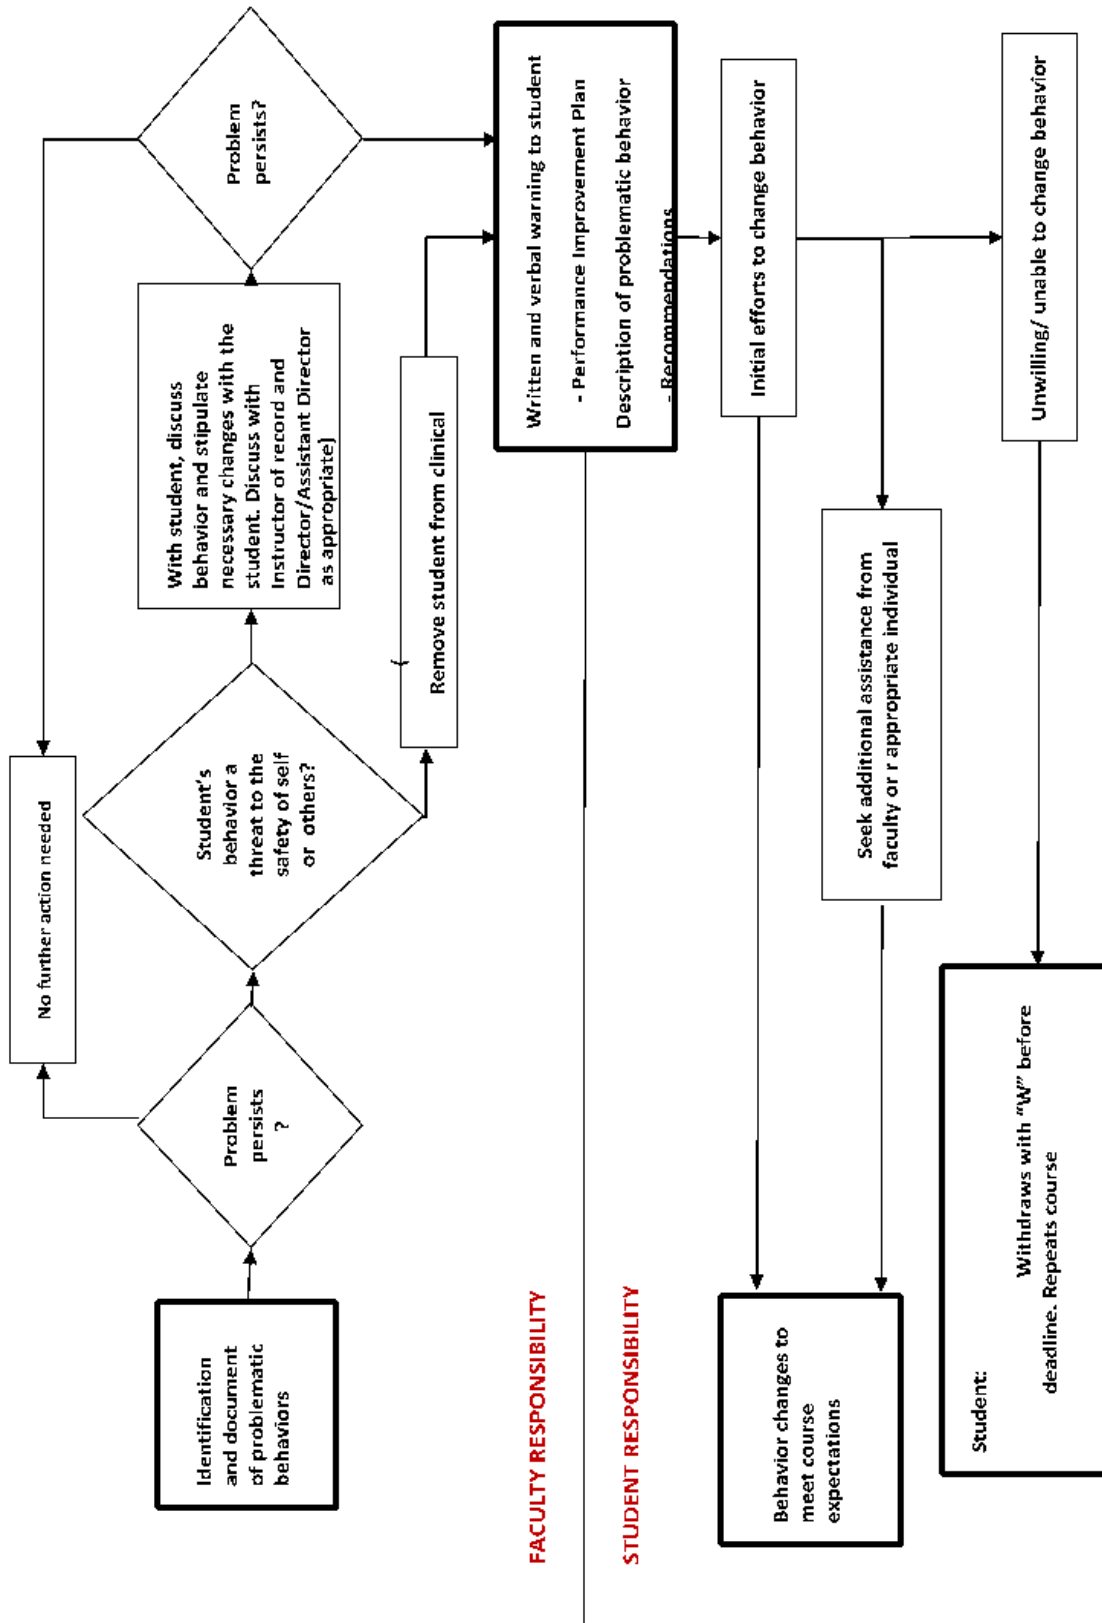 Identification
and document
of problematic
behaviors
Problem
persists
?
No further action needed
Student's
behavior a
threat to the
safety of self
or others?
With student, discuss
behavior and stipulate
necessary changes with the
student. Discuss with
Instructor of record and
Director/Assistant Director
as appropriate)
Problem
persists?
(
Remove student from clinical
Written and verbal warning to student
- Performance Improvement Plan
Description of problematic behavior
- Recommendations
FACULTY RESPONSIBILITY
STUDENT RESPONSIBILITY
Initial efforts to change behavior
Seek additional assistance from
faculty or r appropriate individual
Unwilling/ unable to change behavior
Behavior changes to
meet course
expectations
Student:
Withdraws with “W” before
deadline. Repeats course